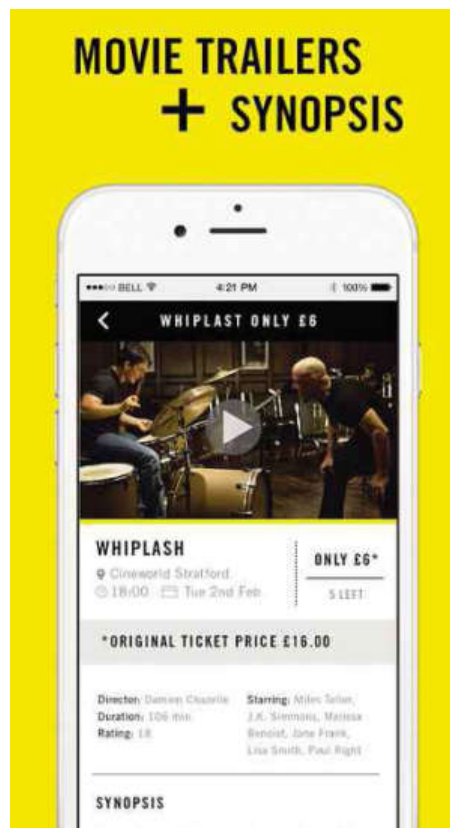 MOVIE TRAILERS
+ SYNOPSIS
BELL 4:21 PM 100%
WHIPLAST ONLY £6
WHIPLASH
Cineworld Stratford
18:00 Tue 2nd Feb
ONLY £6*
5 LEFT
*ORIGINAL TICKET PRICE £16.00
Director: Damien Chazelle
Duration: 106 min
Rating: 18
Starring: Miles Teller,
J.K. Simmons, Melissa
Benoist, Jane Frank,
Lisa Smith, Paul Right
SYNOPSIS